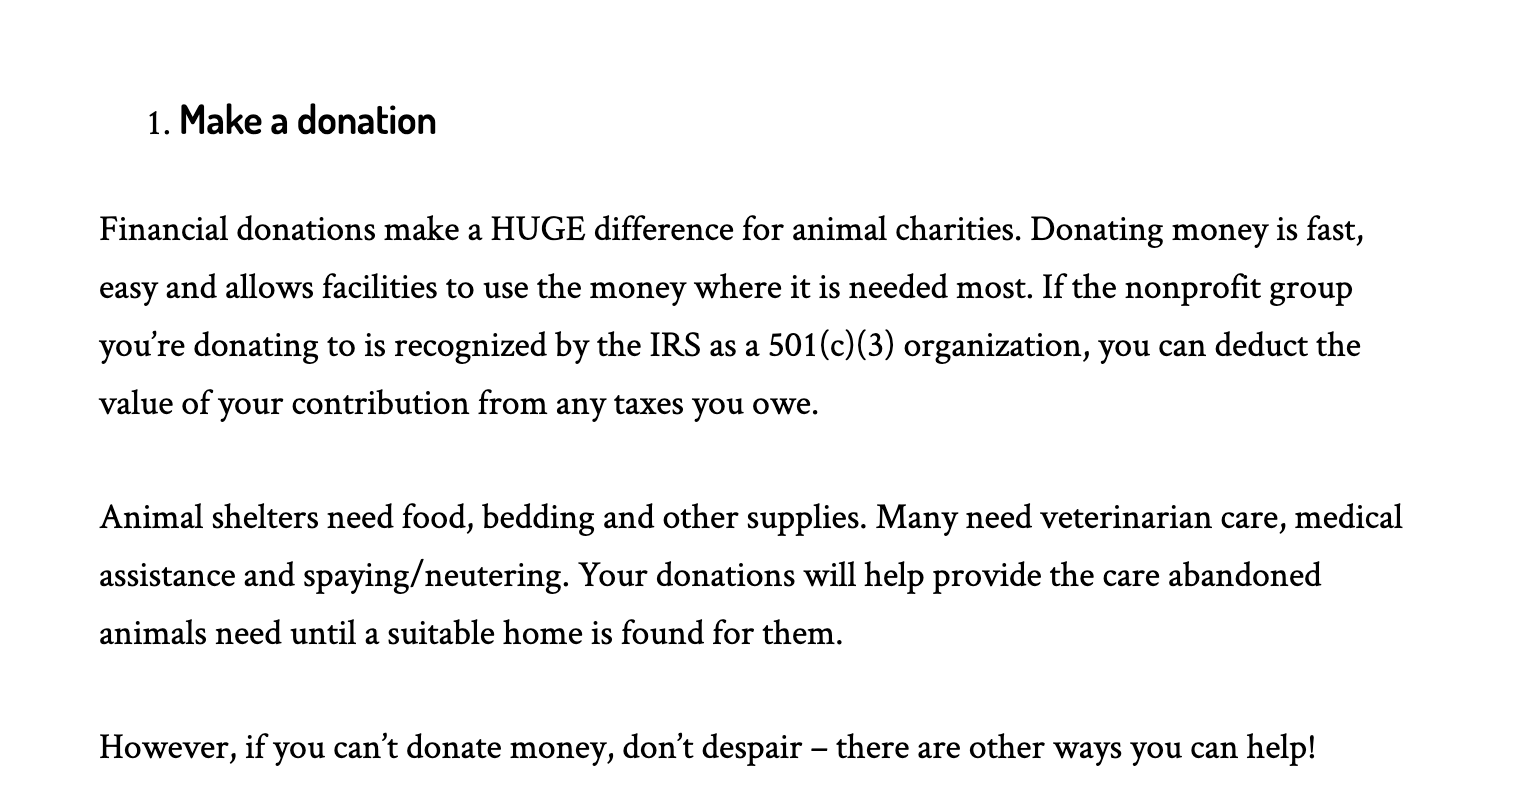 1. Make a donation
Financial donations make a HUGE difference for animal charities. Donating money is fast,
easy and allows facilities to use the money where it is needed most. If the nonprofit group
you’re donating to is recognized by the IRS as a 501(c)(3) organization, you can deduct the
value of your contribution from any taxes you owe.
Animal shelters need food, bedding and other supplies. Many need veterinarian care, medical
assistance and spaying/neutering. Your donations will help provide the care abandoned
animals need until a suitable home is found for them.
However, if you can’t donate money, don’t despair – there are other ways you can help!